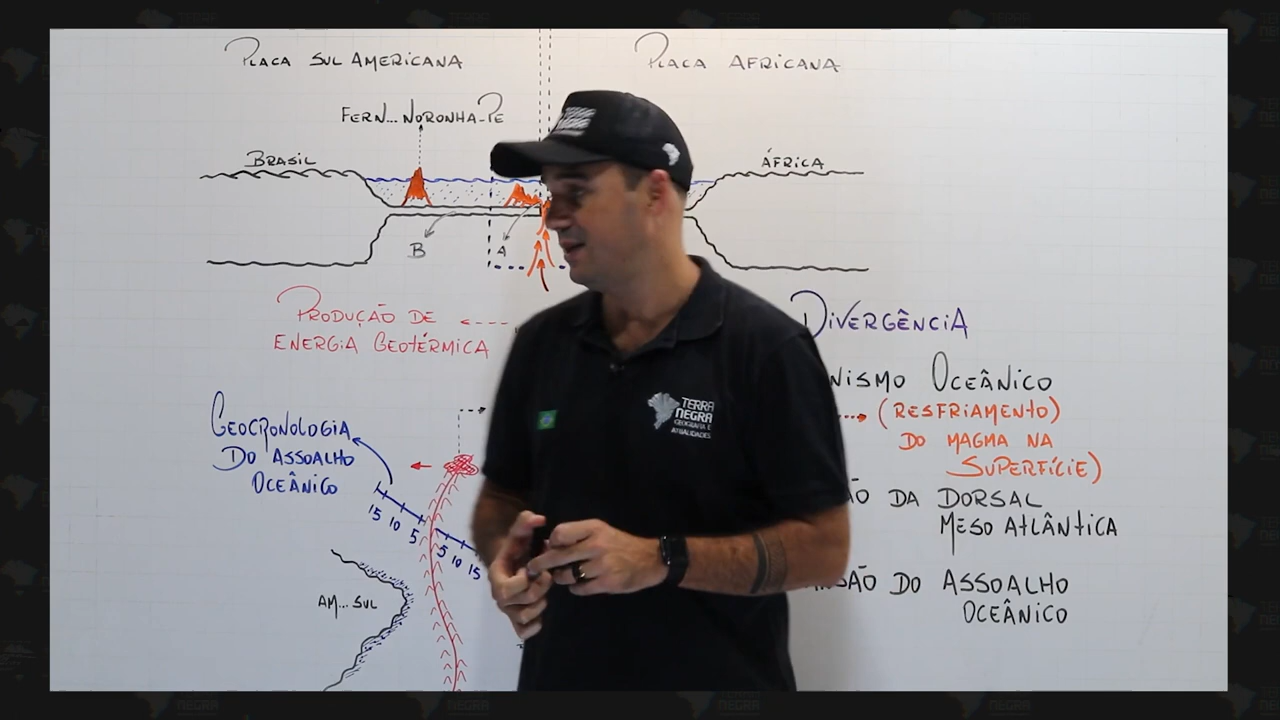 PLACA SUL AMERICANA
PLACA AFRICANA
FERN... NORONHA-PE
BRASIL
ÁFRICA
B
A
PRODUÇÃO DE
ENERGIA GEOTÉRMICA
DIVERGÊNCIA
OCEÂNICO
(RESFRIAMENTO)
DO MAGMA NA
SUPERFÍCIE)
GEOCRONOLOGIA
DO ASSOALHO
OCEÂNICO
DA DORSAL
MESO ATLÂNTICA
15 10 5 5 10 15
DO ASSOALHO
OCEÂNICO
AM... SUL
TERRA
NEGRA
GEOGRAFIA E
ATUALIDADES